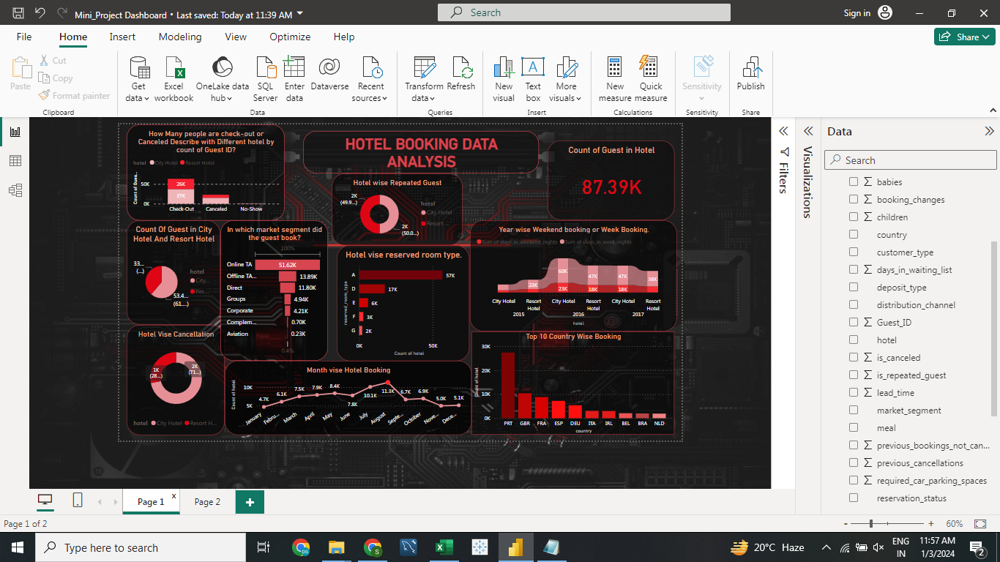 Mini_Project Dashboard • Last saved: Today at 11:39 AM
Search
Sign in
File
Home
Insert
Modeling
View
Optimize
Help
Share
Paste
Cut
Copy
Format painter
Clipboard
Get data
Excel workbook
OneLake data hub
SQL Server
Enter data
Dataverse
Recent sources
Data
Transform data
Refresh
Queries
New visual
Text box
More visuals
Insert
New measure
Quick measure
Calculations
Sensitivity
Sensitivity
Publish
Share
How Many people are check-out or
Canceled Describe with Different hotel by
count of Guest ID?
hotel City Hotel Resort Hotel
Count of Gues...
50K
0K
26K
37K
Check-Out
Canceled
No-Show
HOTEL BOOKING DATA
ANALYSIS
Count of Guest in Hotel
87.39K
Hotel wise Repeated Guest
2K
(49.9...)
2K
(50.0...)
hotel
City Hotel
Resort ...
Count Of Guest in City
Hotel And Resort Hotel
33...
(...)
53.4...
(61....)
hotel
City...
Res...
In which market segment did
the guest book?
100%
Online TA 51.62K
Offline TA... 13.89K
Direct 11.80K
Groups 4.94K
Corporate 4.21K
Complem... 0.70K
Aviation 0.23K
0.4%
Hotel vise reserved room type.
reserved_room_type
A 57K
D 17K
E 6K
F 3K
G 2K
0K
50K
Count of hotel
Year wise Weekend booking or Week Booking.
Sum of stays_in_weekend_nights Sum of stays_in_week_nights
23K
60K
23K
47K
18K
47K
18K
38K
City Hotel
Resort Hotel
City Hotel
Resort Hotel
City Hotel
Resort Hotel
2015
2016
2017
hotel
Hotel Vise Cancellation
1K
(28...
2K
(71...)
hotel City Hotel Resort H...
Month vise Hotel Booking
Count of hotel
10K
5K
4.7K
6.1K
7.5K
7.9K
8.4K
7.8K
10.1K
11.3K
6.7K
6.9K
5.0K
5.1K
January
Febru...
March
April
May
June
July
August
Septe...
October
Nove...
Dece...
Top 10 Country Wise Booking
Count of hotel
30K
20K
10K
0K
PRT
GBR
FRA
ESP
DEU
ITA
IRL
BEL
BRA
NLD
country
Filters
Visualizations
Data
Search
babies
booking_changes
children
country
customer_type
days_in_waiting_list
deposit_type
distribution_channel
Guest_ID
hotel
is_canceled
is_repeated_guest
lead_time
market_segment
meal
previous_bookings_not_can...
previous_cancellations
required_car_parking_spaces
reservation_status
Page 1
x
Page 2
+
Page 1 of 2
-
+
60%
Type here to search
20°C Haze
ENG
IN
11:57 AM
1/3/2024
2